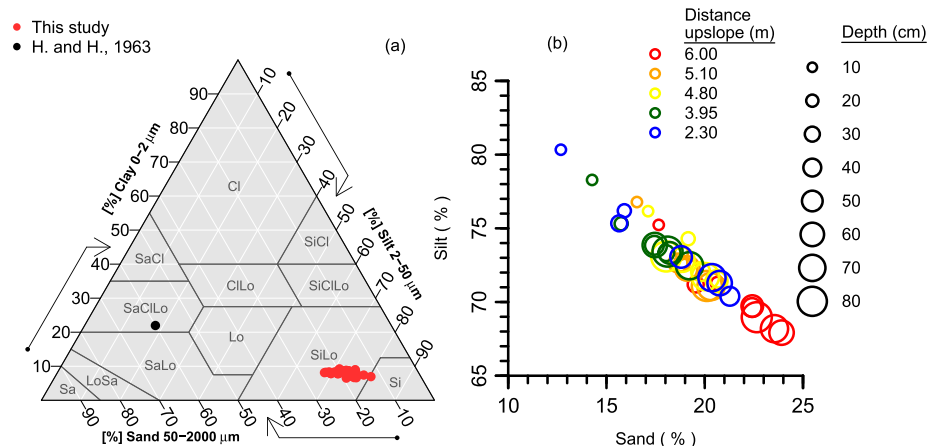 This study
H. and H., 1963
(a)
10
20
30
40
50
60
70
80
90
[%] Silt 2−50 µm
90
80
70
60
50
40
30
20
10
[%] Clay 0−2 µm
Cl
SiCl
SaCl
ClLo
SiClLo
SaClLo
Lo
SiLo
SaLo
LoSa
Sa
Si
90
80
70
60
50
40
30
20
10
[%] Sand 50−2000 µm
(b)
Distance
upslope (m)
6.00
5.10
4.80
3.95
2.30
Depth (cm)
10
20
30
40
50
60
70
80
85
80
75
70
65
Silt ( % )
10 15 20 25
Sand ( % )